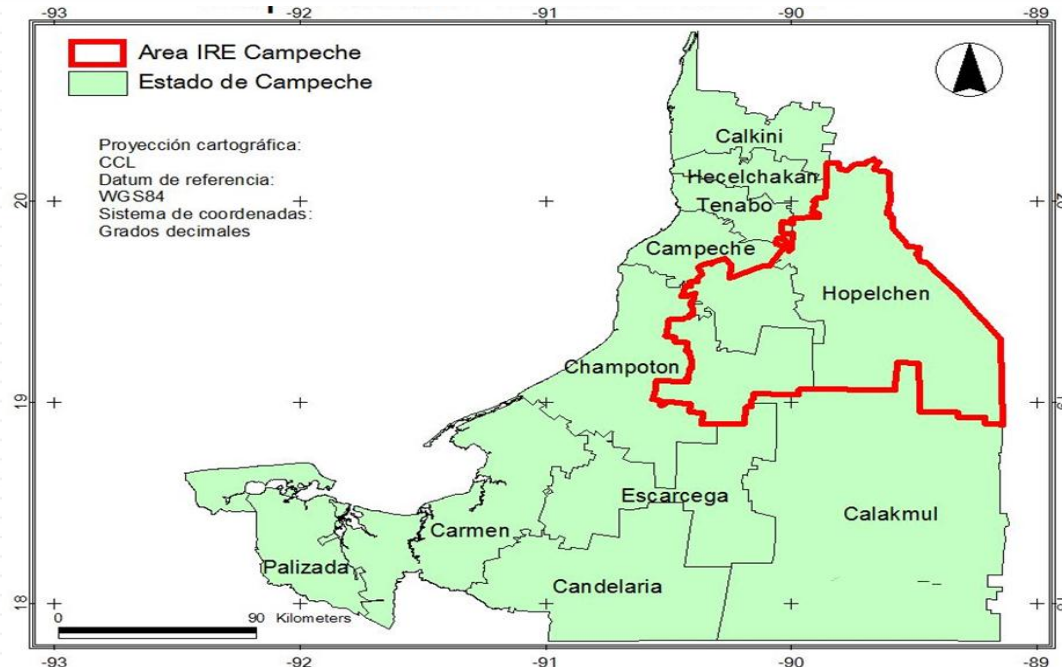 -93 -92 -91 -90 -89
Area IRE Campeche
Estado de Campeche
Proyección cartográfica:
CCL
Datum de referencia:
WGS84
Sistema de coordenadas:
Grados decimales
Calkini
Hecelchakan
20
Tenabo
Campeche
Hopelchen
Champoton
19
Escarcega
Calakmul
Carmen
Palizada
Candelaria
18
0 90 Kilometers
-93 -92 -91 -90 -89